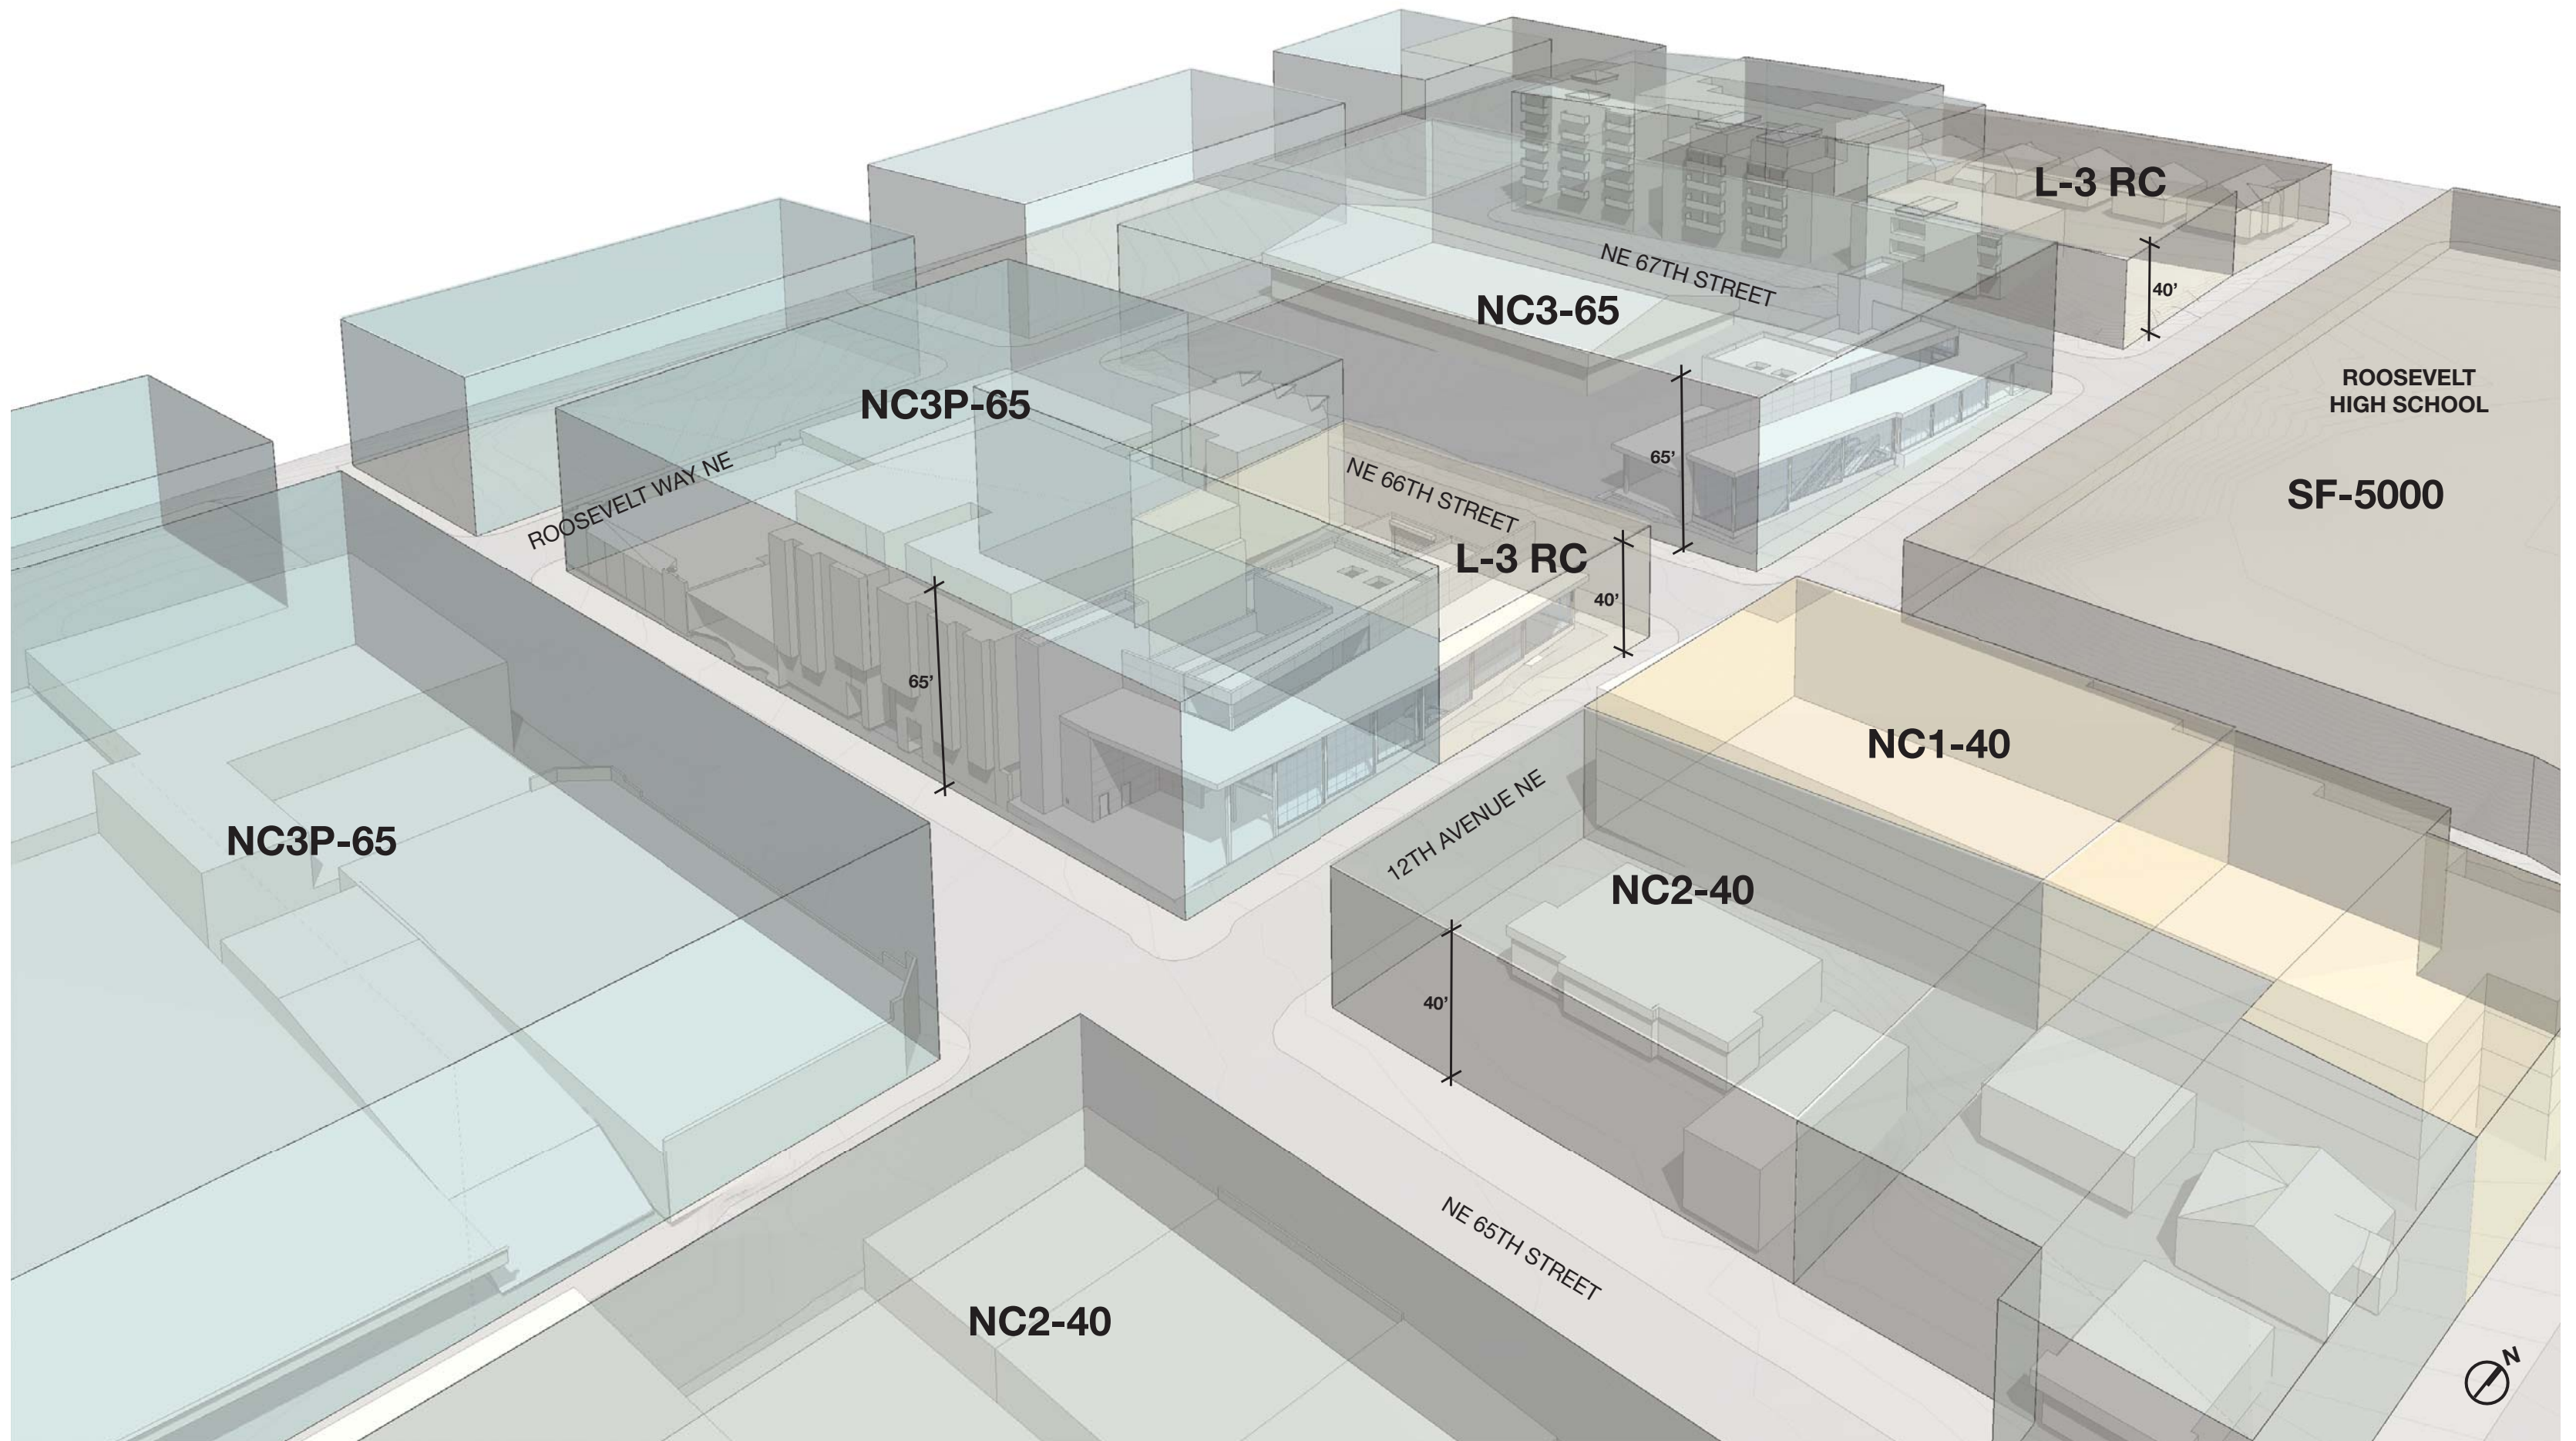 L-3 RC
NE 67TH STREET
40'
NC3-65
ROOSEVELT
HIGH SCHOOL
NC3P-65
65'
NE 66TH STREET
ROOSEVELT WAY NE
SF-5000
L-3 RC
40'
65'
NC1-40
12TH AVENUE NE
NC3P-65
NC2-40
40'
NE 65TH STREET
NC2-40
N